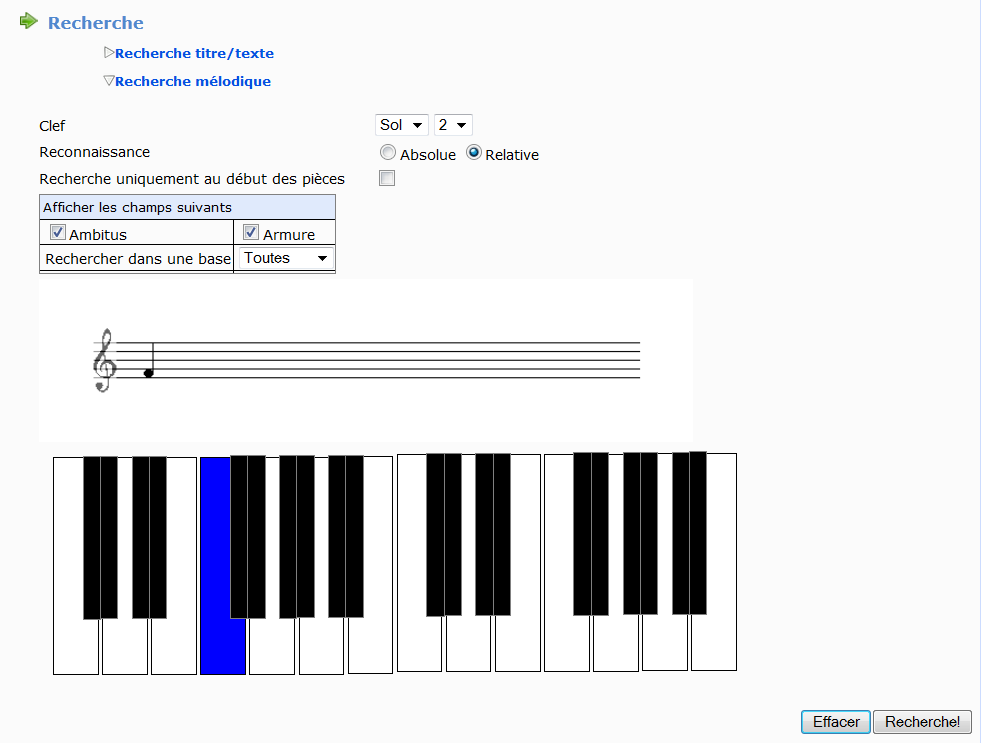 Recherche
Recherche titre/texte
Recherche mélodique
Clef Sol 2
Reconnaissance Absolue Relative
Recherche uniquement au début des pièces
Afficher les champs suivants
Ambitus Armure
Rechercher dans une base Toutes
Effacer Recherche!